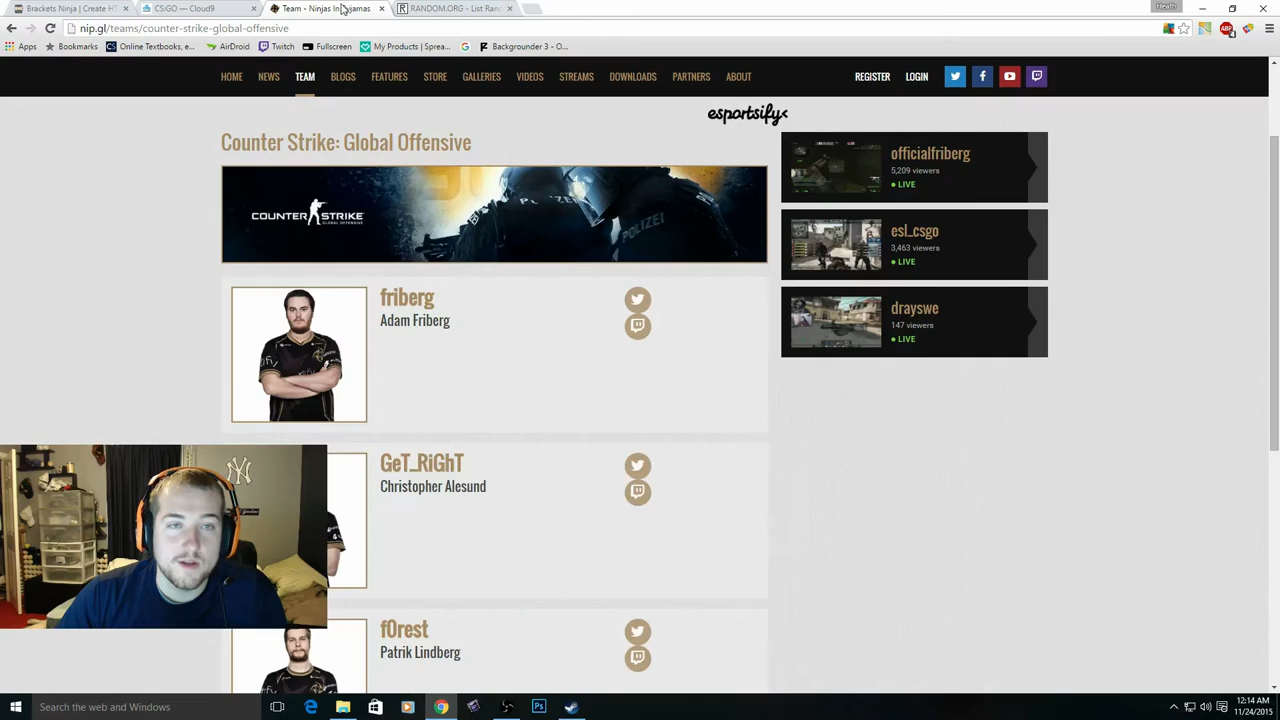 Brackets Ninja | Create HT
CS:GO — Cloud9
Team - Ninjas in Pyjamas
RANDOM.ORG - List Ran
Heath
nip.gl/teams/counter-strike-global-offensive
Apps
Bookmarks
Online Textbooks, e...
AirDroid
Twitch
Fullscreen
My Products | Sprea...
Backgrounder 3 - O...
HOME
NEWS
TEAM
BLOGS
FEATURES
STORE
GALLERIES
VIDEOS
STREAMS
DOWNLOADS
PARTNERS
ABOUT
REGISTER
LOGIN
esportsify
Counter Strike: Global Offensive
COUNTER STRIKE
GLOBAL OFFENSIVE
POLIZEI
officialfriberg
5,209 viewers
LIVE
esl_csgo
3,463 viewers
LIVE
drayswe
147 viewers
LIVE
friberg
Adam Friberg
GeT_RiGhT
Christopher Alesund
f0rest
Patrik Lindberg
Search the web and Windows
12:14 AM
11/24/2015